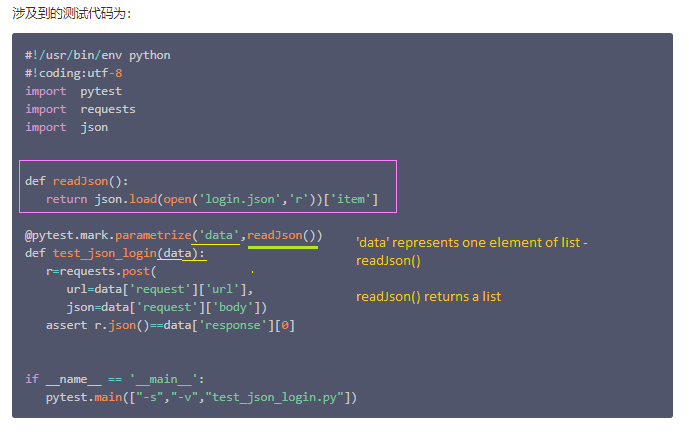 涉及到的测试代码为:
#!/usr/bin/env python
#!coding:utf-8
import  pytest
import  requests
import  json
def readJson():
   return json.load(open('login.json','r'))['item']
@pytest.mark.parametrize('data',readJson())
def test_json_login(data):
   r=requests.post(
      url=data['request']['url'],
      json=data['request']['body'])
   assert r.json()==data['response'][0]
'data' represents one element of list -
readJson()
readJson() returns a list
if __name__ == '__main__':
   pytest.main(["-s","-v","test_json_login.py"])